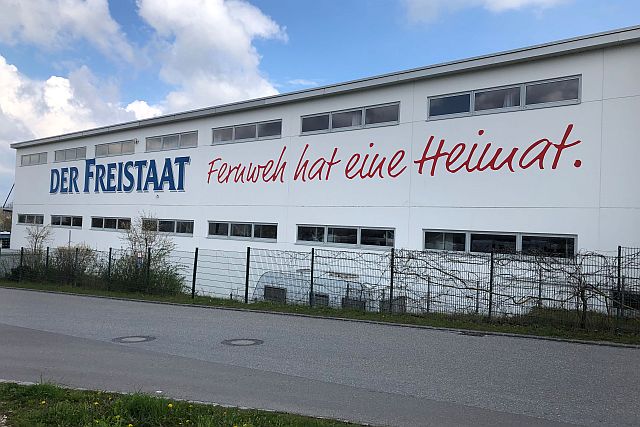 DER FREISTAAT Fernweh hat eine Heimat.